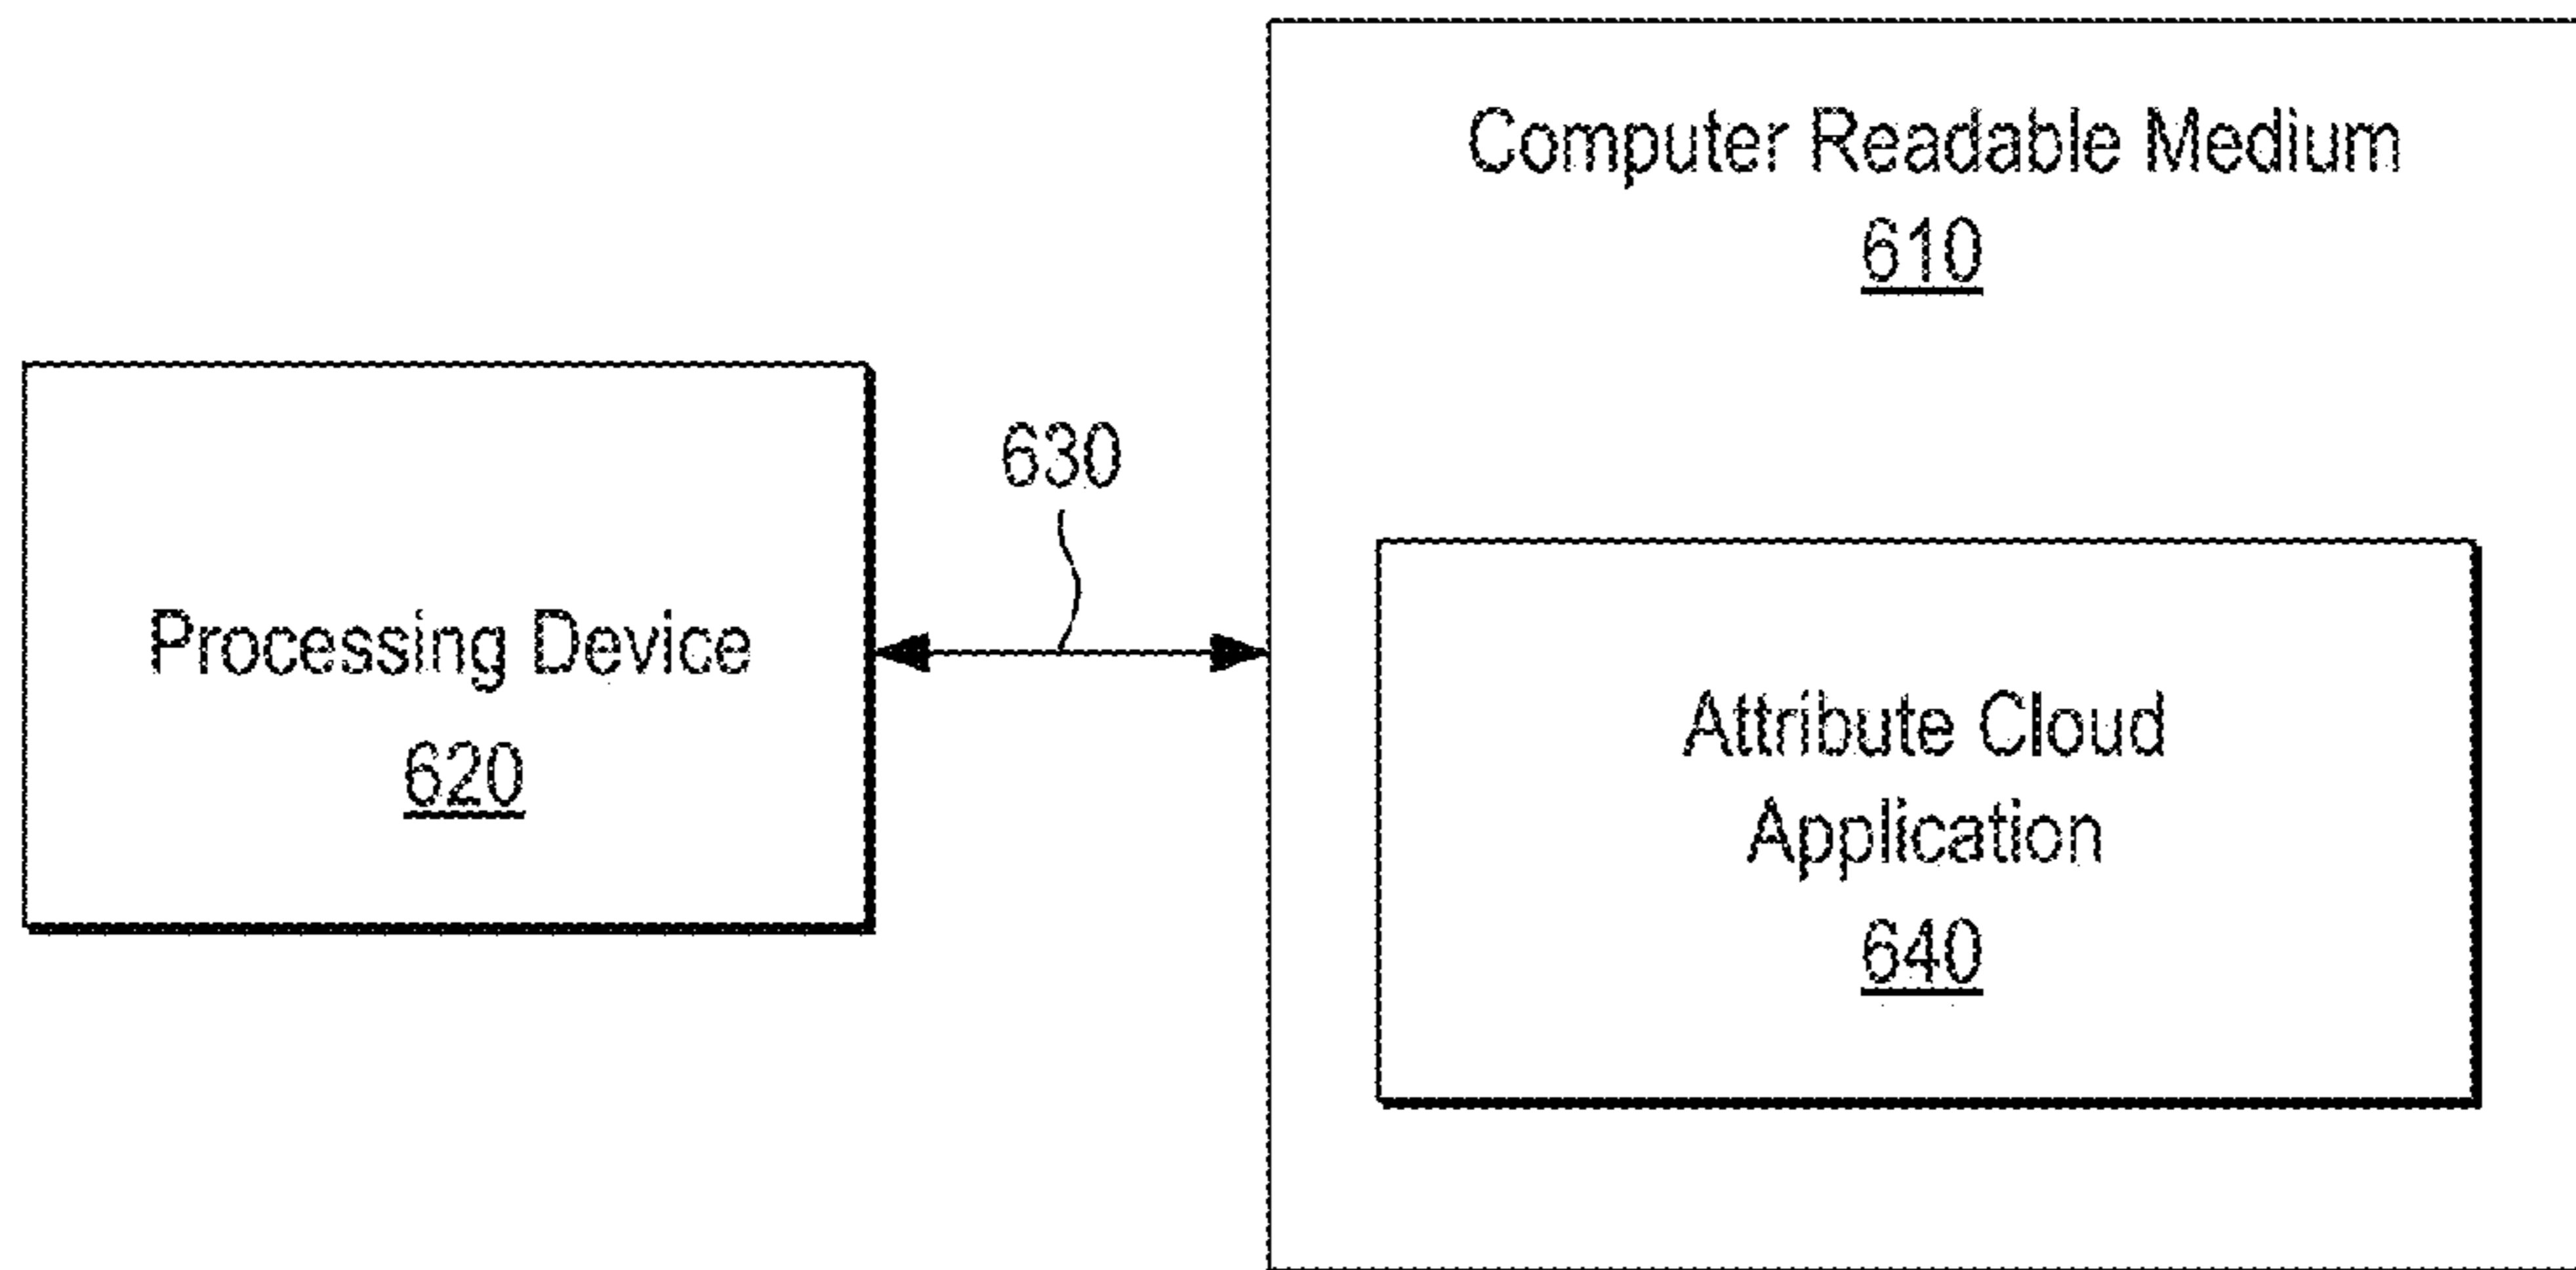 Computer Readable Medium
610
630
Processing Device
620
Attribute Cloud
Application
640